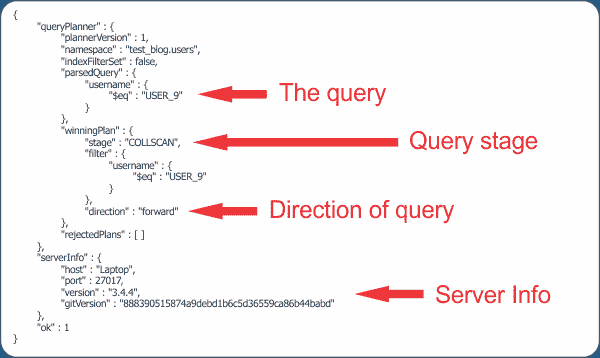 {
"queryPlanner" : {
"plannerVersion" : 1,
"namespace" : "test_blog.users",
"indexFilterSet" : false,
"parsedQuery" : {
"username" : {
"$eq" : "USER_9"
}
},
"winningPlan" : {
"stage" : "COLLSCAN",
"filter" : {
"username" : {
"$eq" : "USER_9"
}
},
"direction" : "forward"
},
"rejectedPlans" : [ ]
},
"serverInfo" : {
"host" : "Laptop",
"port" : 27017,
"version" : "3.4.4",
"gitVersion" : "888390515874a9debd1b6c5d36559ca86b44babd"
},
"ok" : 1
}
The query
Query stage
Direction of query
Server Info